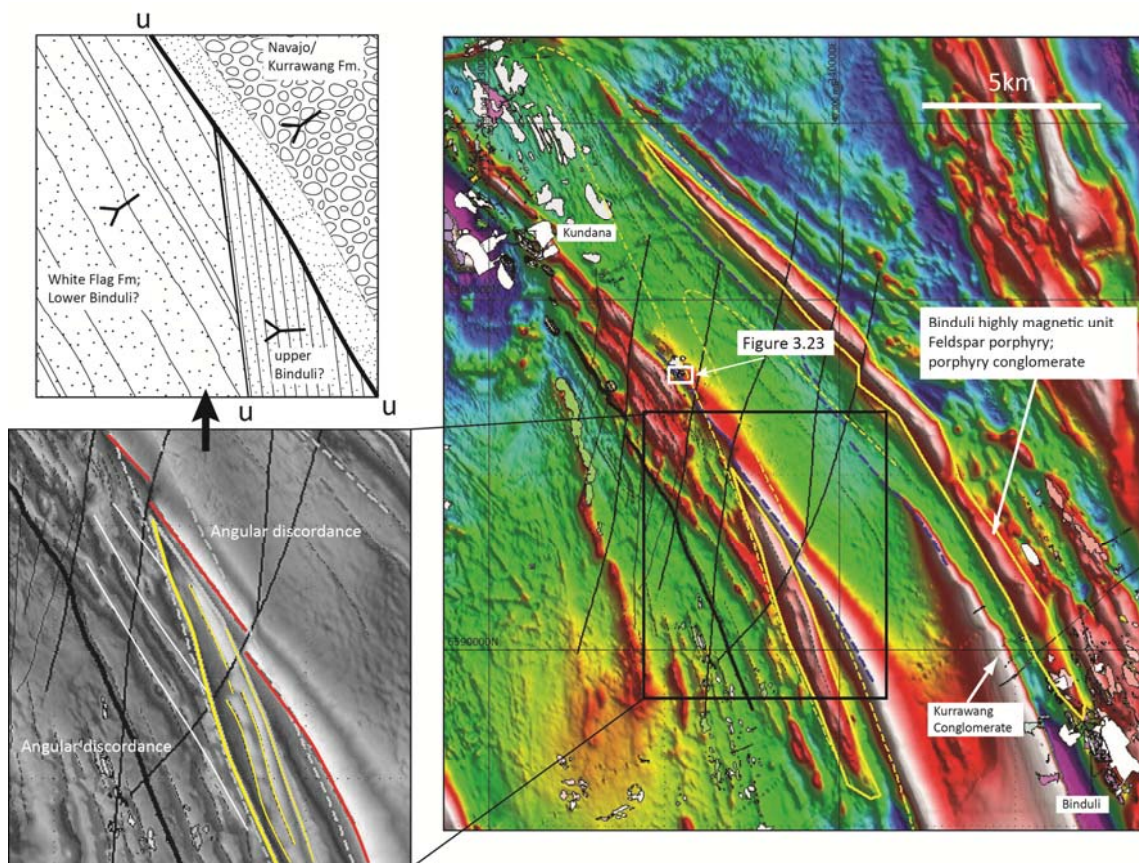 u
Navajo/
Kurrawang Fm.
White Flag Fm;
Lower Binduli?
upper
Binduli?
u
u
Angular discordance
Angular discordance
5km
Kundana
Figure 3.23
Binduli highly magnetic unit
Feldspar porphyry;
porphyry conglomerate
6590000N
Kurrawang
Conglomerate
Binduli